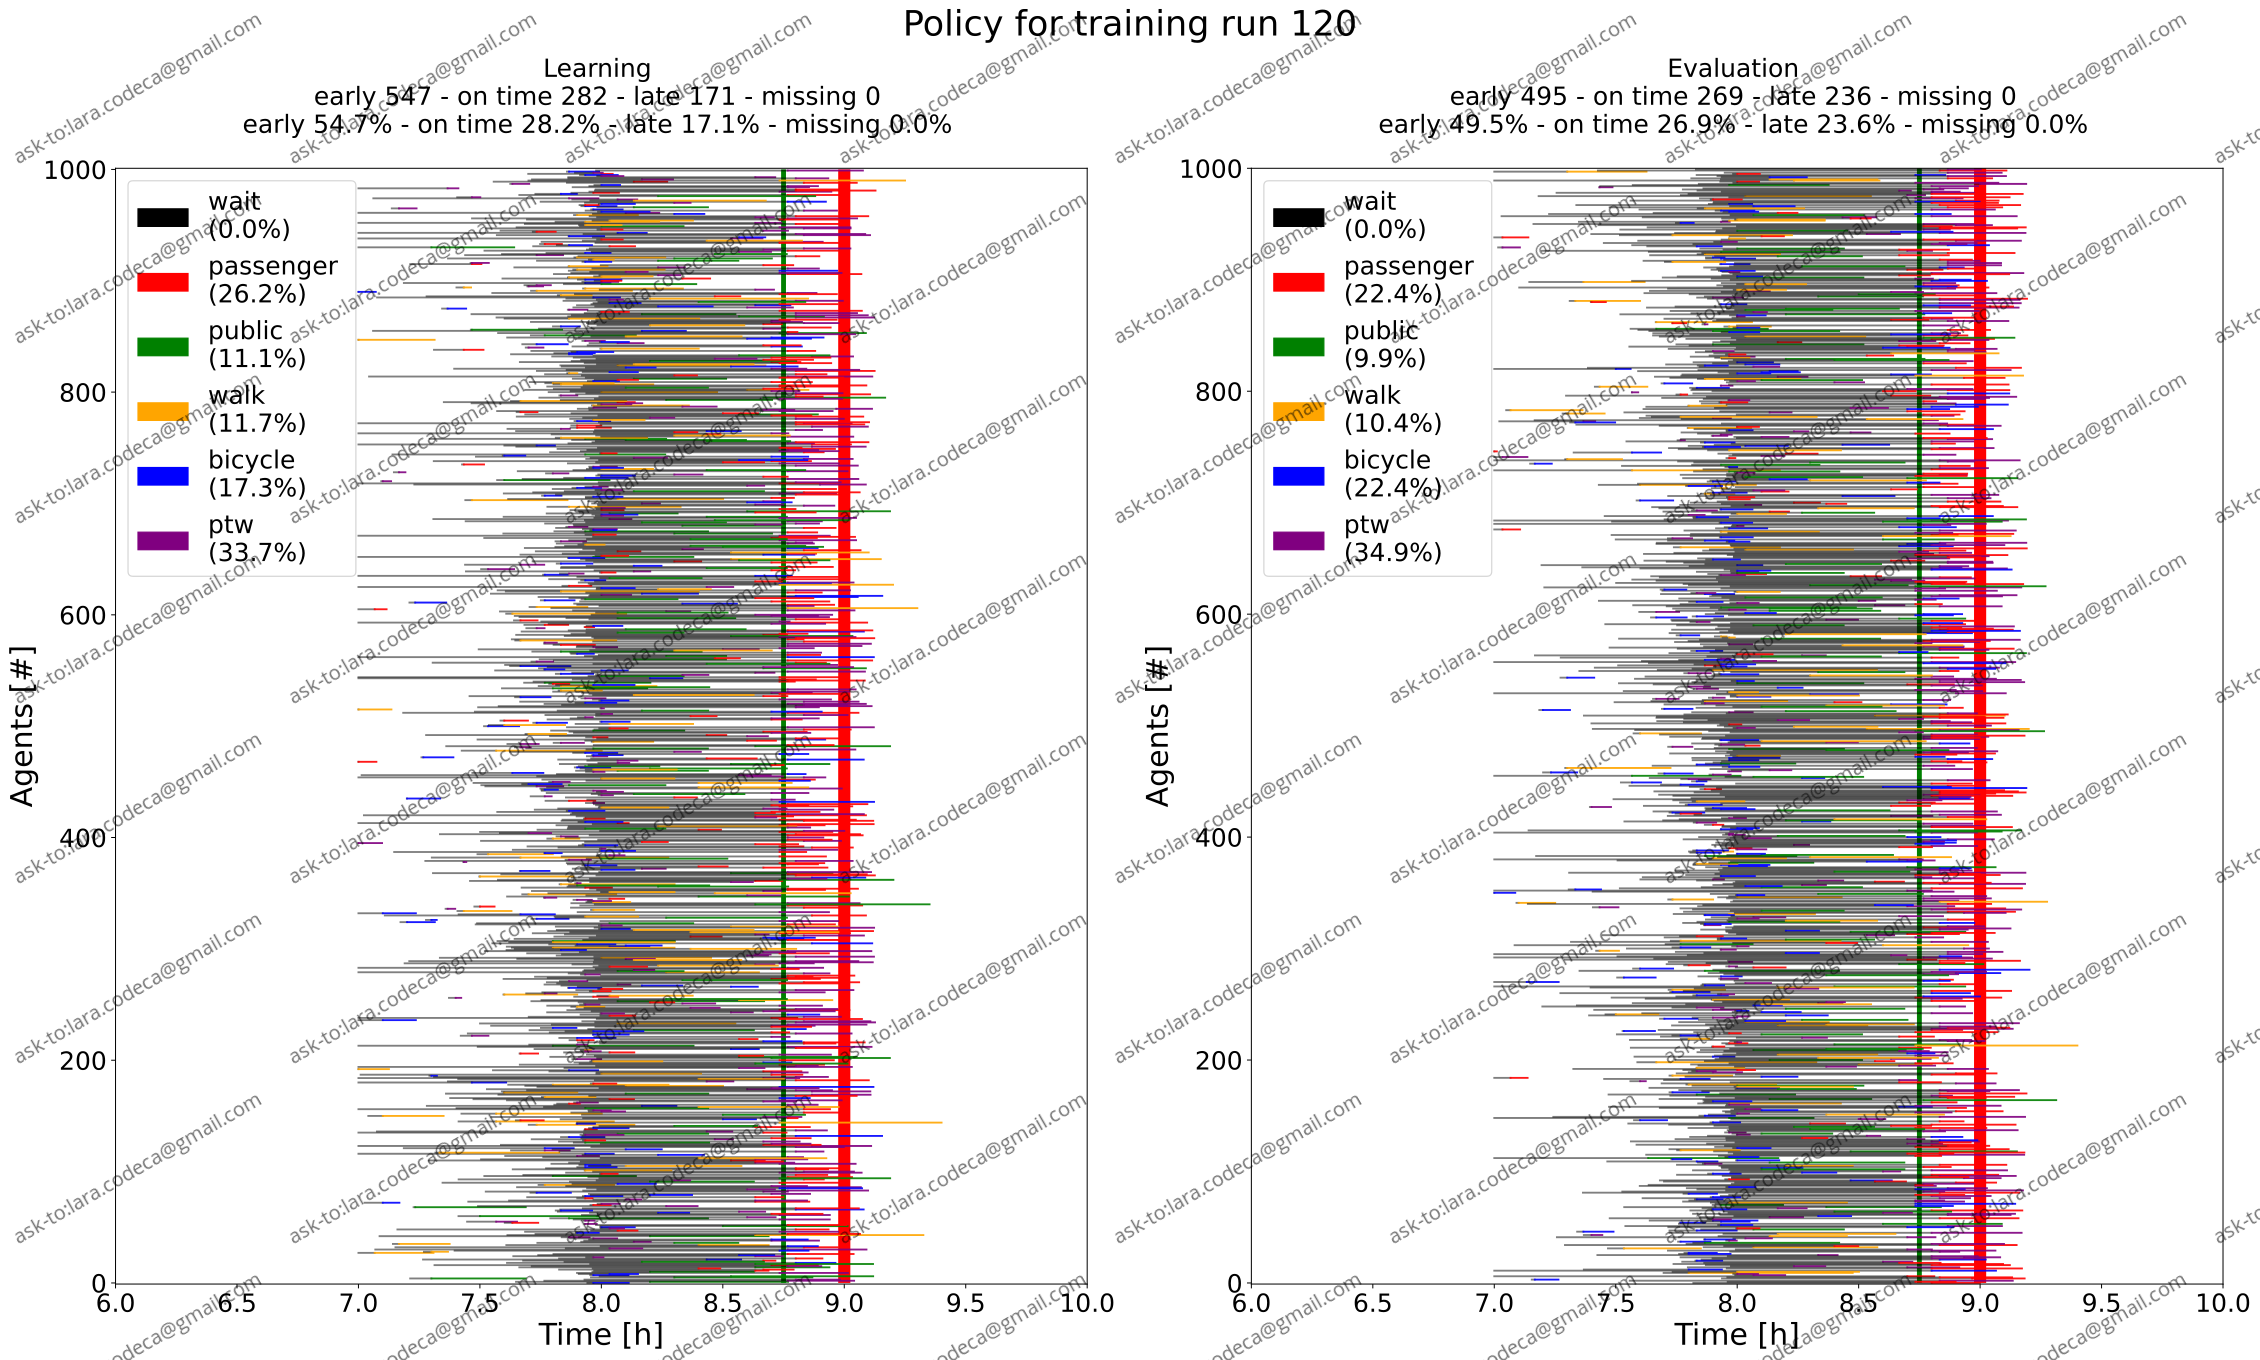 Policy for training run 120
Learning
early 547 - on time 282 - late 171 - missing 0
early 54.7% - on time 28.2% - late 17.1% - missing 0.0%
1000
800
600
400
200
0
Agents [#]
wait
(0.0%)
passenger
(26.2%)
public
(11.1%)
walk
(11.7%)
bicycle
(17.3%)
ptw
(33.7%)
6.0 6.5 7.0 7.5 8.0 8.5 9.0 9.5 10.0
Time [h]
Evaluation
early 495 - on time 269 - late 236 - missing 0
early 49.5% - on time 26.9% - late 23.6% - missing 0.0%
1000
800
600
400
200
0
Agents [#]
wait
(0.0%)
passenger
(22.4%)
public
(9.9%)
walk
(10.4%)
bicycle
(22.4%)
ptw
(34.9%)
6.0 6.5 7.0 7.5 8.0 8.5 9.0 9.5 10.0
Time [h]
ask-to:lara.codeca@gmail.com